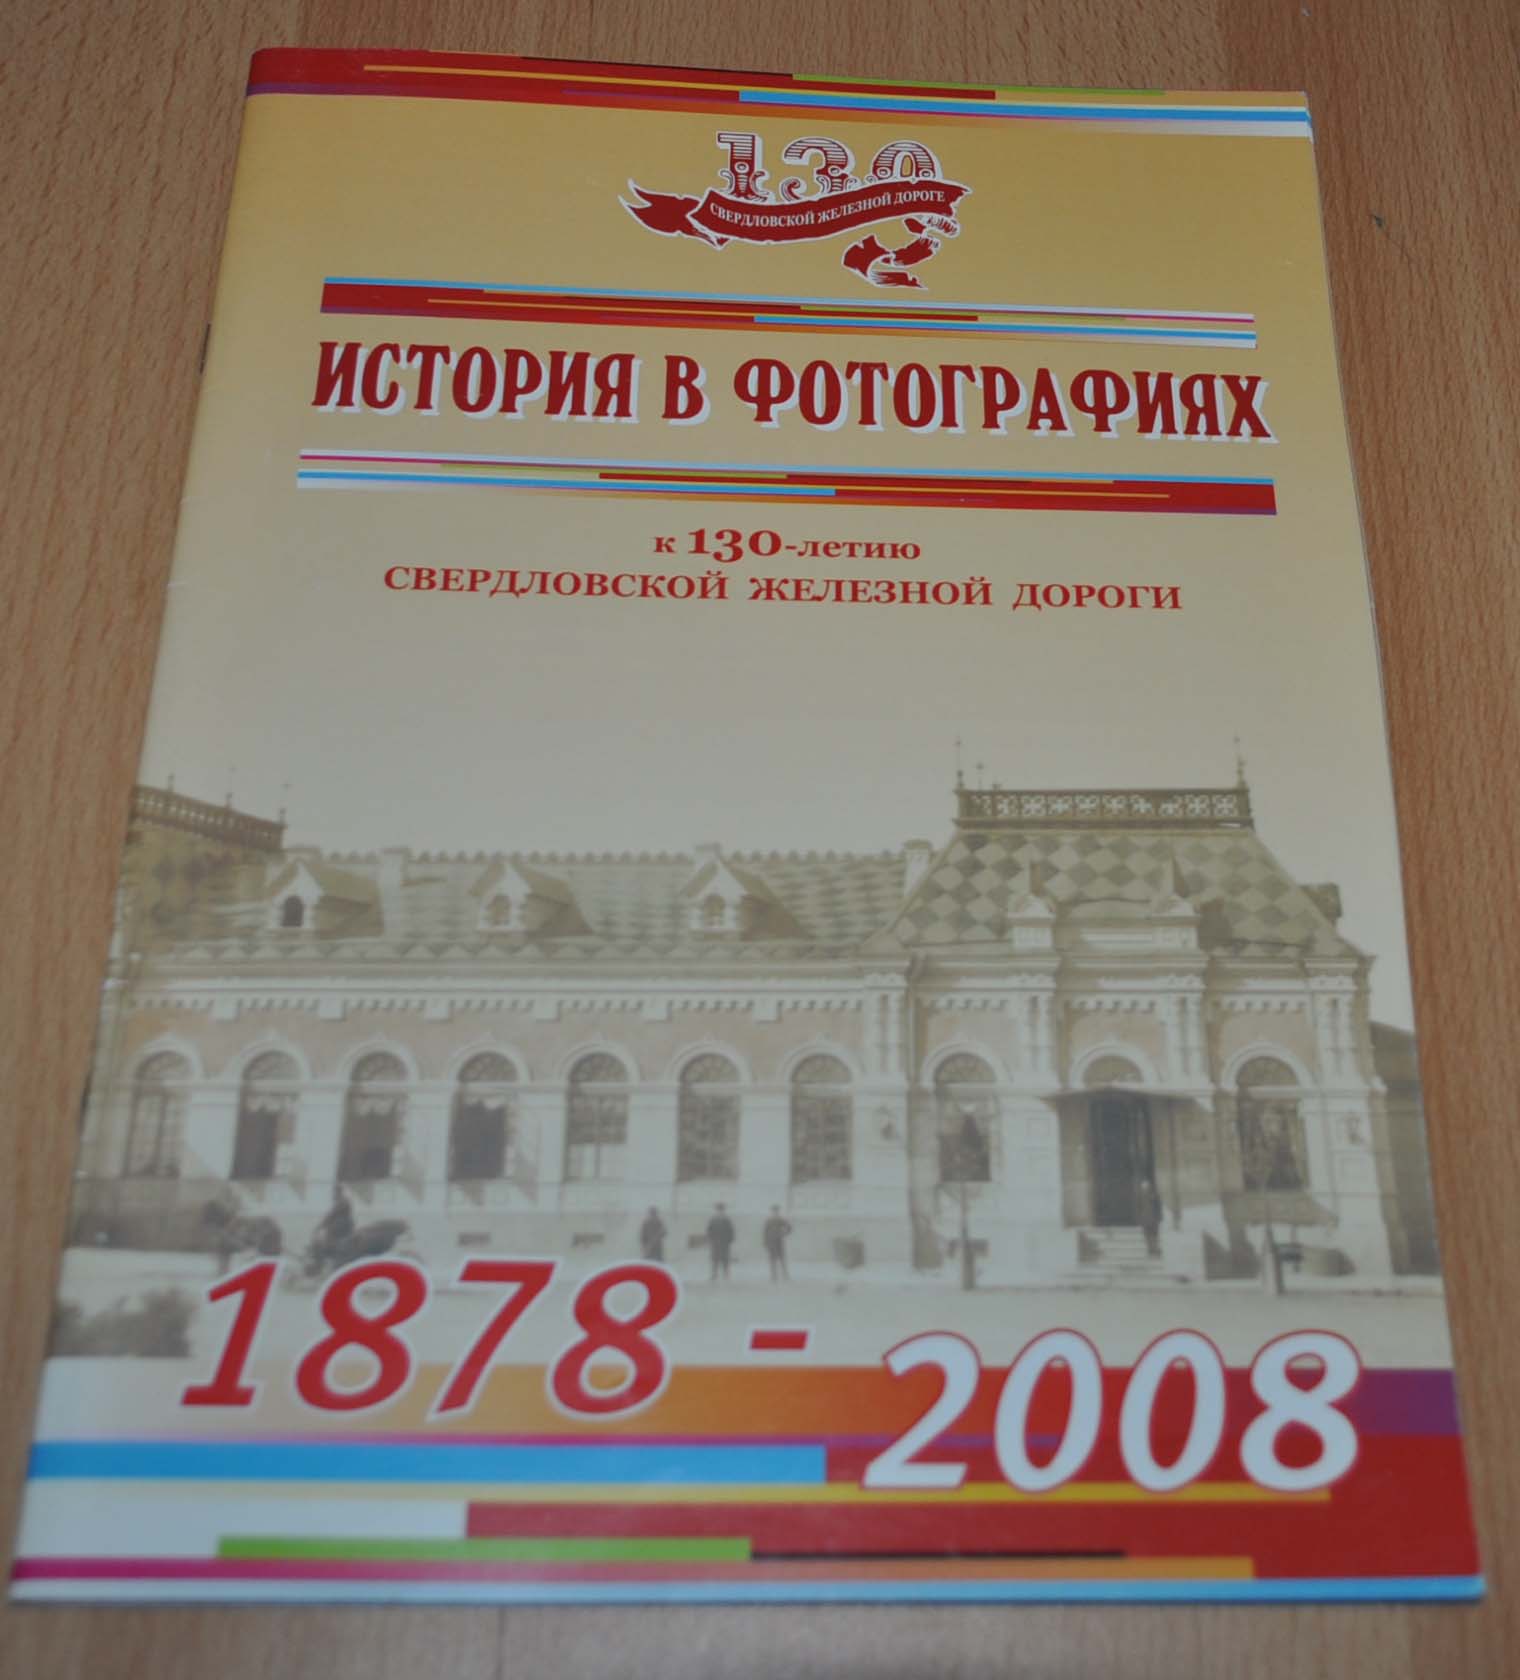 130
СВЕРДЛОВСКОЙ ЖЕЛЕЗНОЙ ДОРОГЕ
ИСТОРИЯ В ФОТОГРАФИЯХ
к 130-летию
СВЕРДЛОВСКОЙ ЖЕЛЕЗНОЙ ДОРОГИ
1878 - 2008